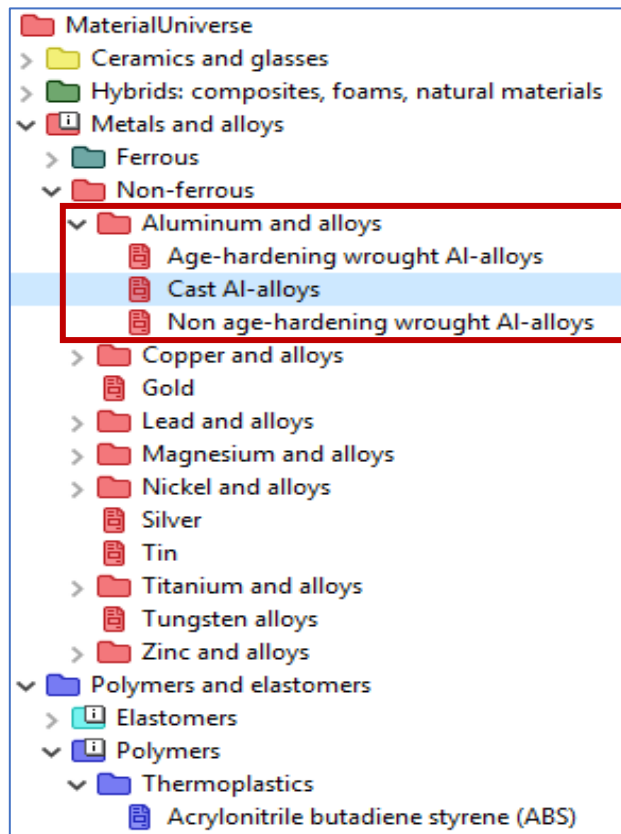 MaterialUniverse
Ceramics and glasses
Hybrids: composites, foams, natural materials
Metals and alloys
Ferrous
Non-ferrous
Aluminum and alloys
Age-hardening wrought Al-alloys
Cast Al-alloys
Non age-hardening wrought Al-alloys
Copper and alloys
Gold
Lead and alloys
Magnesium and alloys
Nickel and alloys
Silver
Tin
Titanium and alloys
Tungsten alloys
Zinc and alloys
Polymers and elastomers
Elastomers
Polymers
Thermoplastics
Acrylonitrile butadiene styrene (ABS)